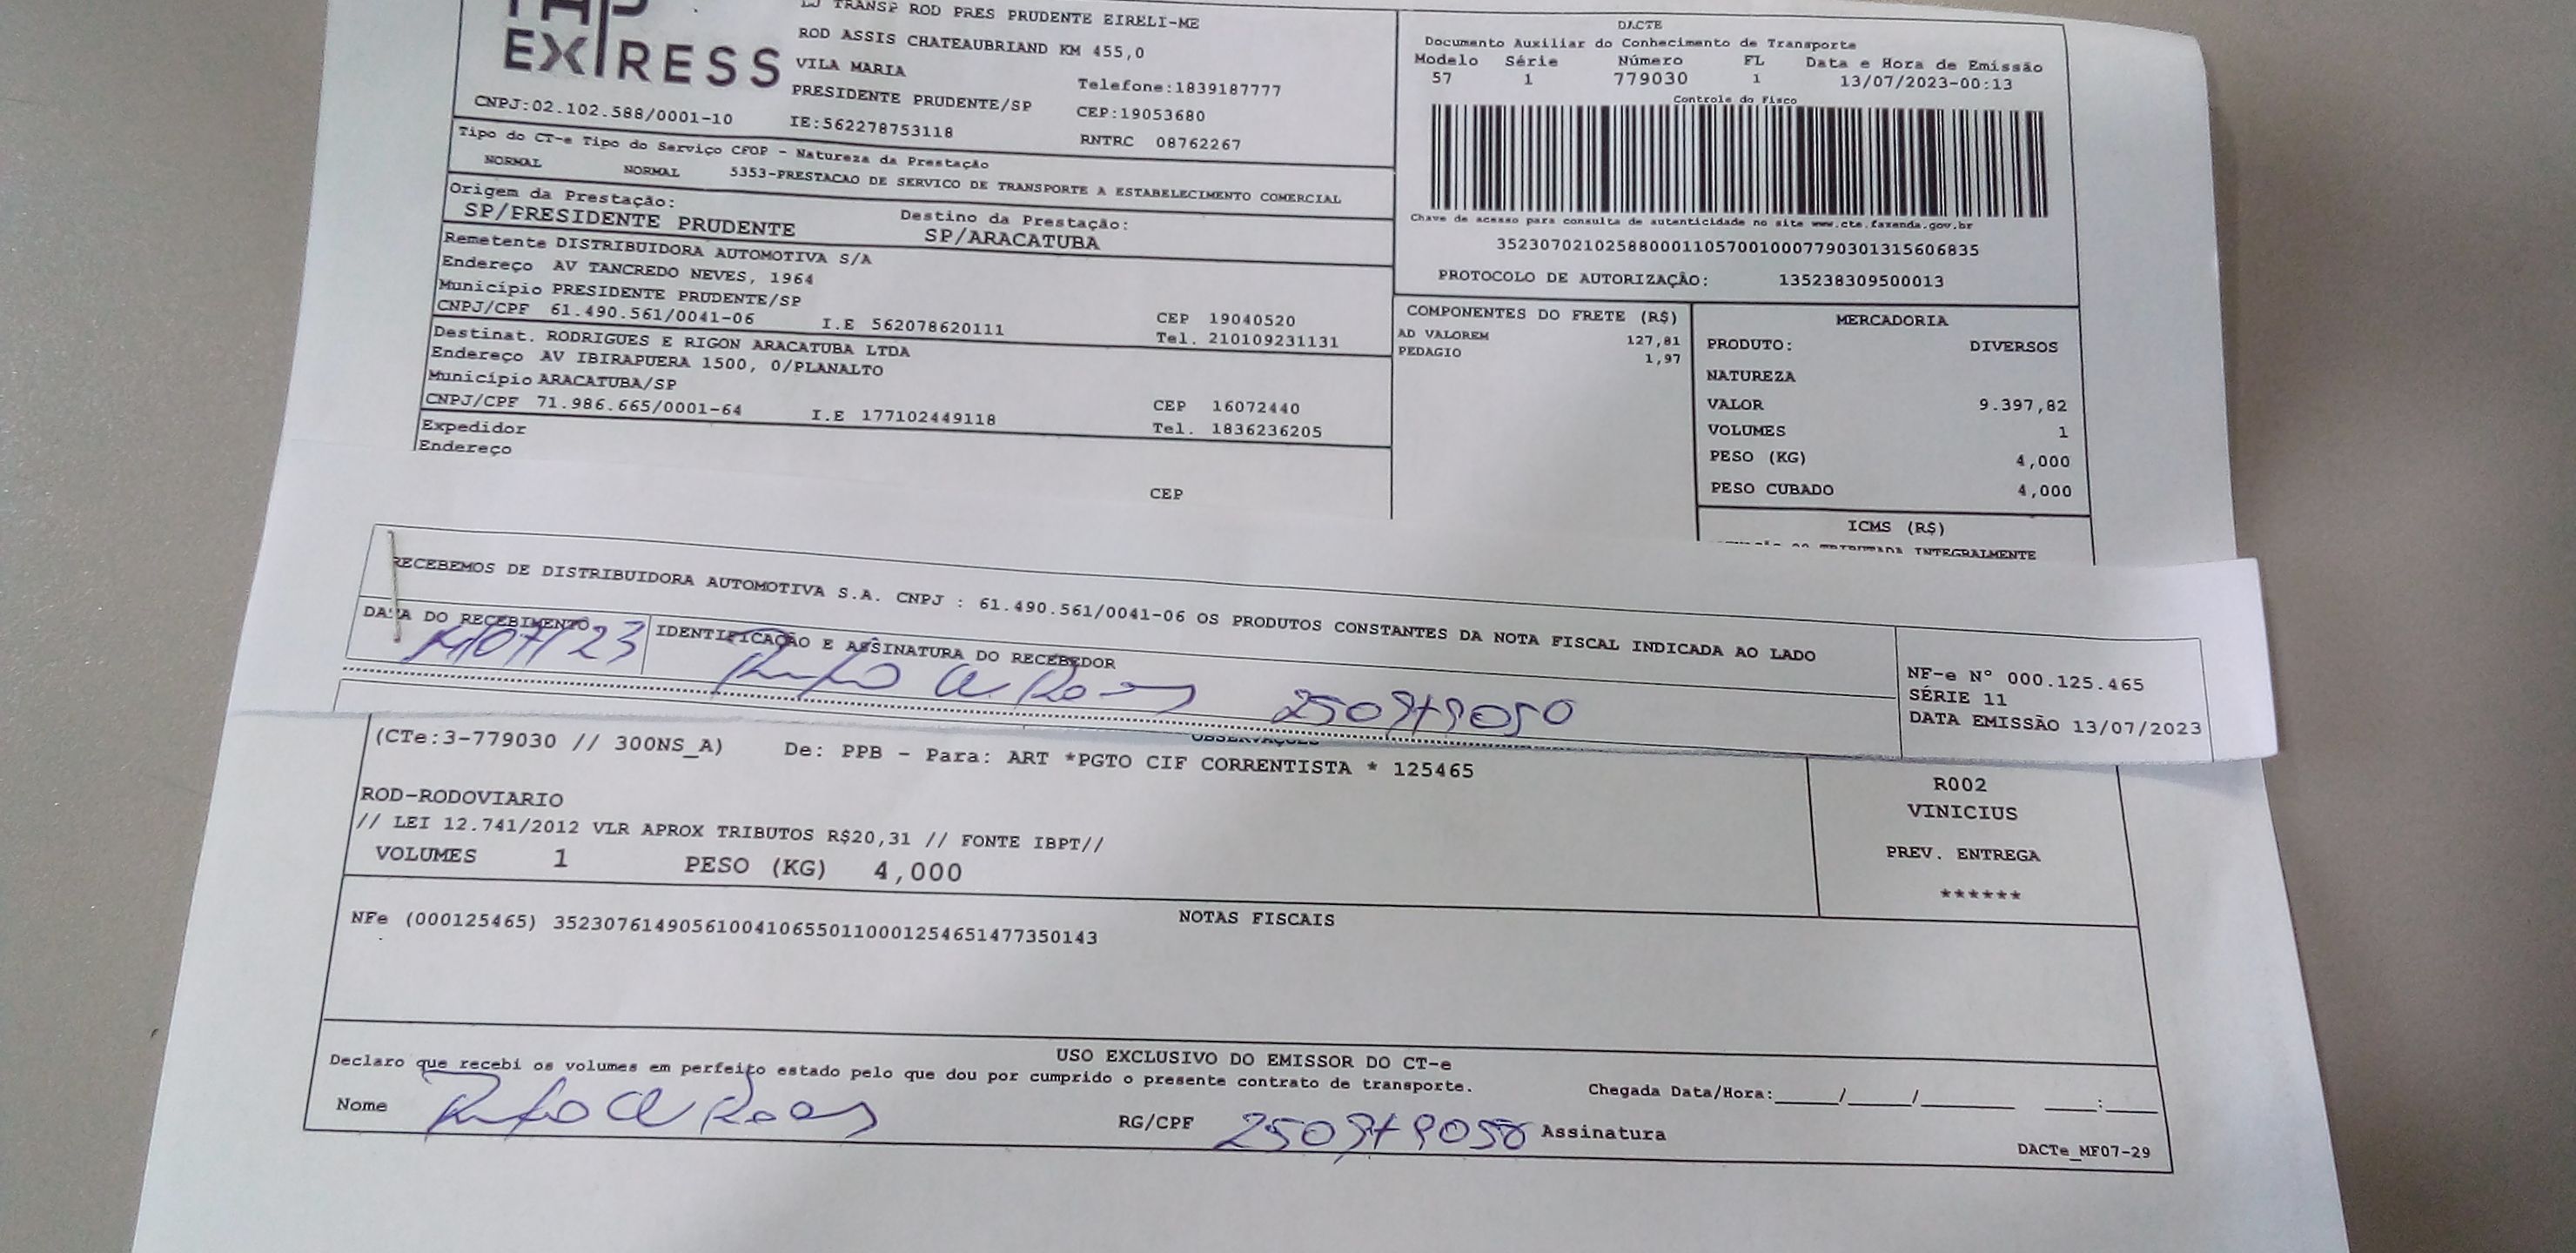 EXPRESS
TRANSP ROD PRES PRUDENTE EIRELI-ME
ROD ASSIS CHATEAUBRIAND KM 455,0
VILA MARIA
Telefone:1839187777
PRESIDENTE PRUDENTE/SP
CEP:19053680
CNPJ:02.102.588/0001-10
IE:562278753118
RNTRC 08762267
DACTE
Documento Auxiliar do Conhecimento de Transporte
Modelo Série Número FL Data e Hora de Emissão
57 1 779030 1 13/07/2023-00:13
Controle do Fisco
Chave de acesso para consulta de autenticidade no site www.cte.fazenda.gov.br
35230702102588000110570010007790301315606835
PROTOCOLO DE AUTORIZAÇÃO: 135238309500013
Tipo do CT-e Tipo do Serviço CFOP - Natureza da Prestação
NORMAL NORMAL 5353-PRESTACAO DE SERVICO DE TRANSPORTE A ESTABELECIMENTO COMERCIAL
Origem da Prestação: Destino da Prestação:
SP/PRESIDENTE PRUDENTE SP/ARACATUBA
Remetente DISTRIBUIDORA AUTOMOTIVA S/A
Endereço AV TANCREDO NEVES, 1964
Município PRESIDENTE PRUDENTE/SP CEP 19040520
CNPJ/CPF 61.490.561/0041-06 I.E 562078620111 Tel. 210109231131
Destinat. RODRIGUES E RIGON ARACATUBA LTDA
Endereço AV IBIRAPUERA 1500, 0/PLANALTO
Município ARACATUBA/SP CEP 16072440
CNPJ/CPF 71.986.665/0001-64 I.E 177102449118 Tel. 1836236205
Expedidor
Endereço
CEP
COMPONENTES DO FRETE (R$)
AD VALOREM 127,81
PEDAGIO 1,97
MERCADORIA
PRODUTO: DIVERSOS
NATUREZA
VALOR 9.397,82
VOLUMES 1
PESO (KG) 4,000
PESO CUBADO 4,000
ICMS (R$)
TRIBUTADA INTEGRALMENTE
RECEBEMOS DE DISTRIBUIDORA AUTOMOTIVA S.A. CNPJ : 61.490.561/0041-06 OS PRODUTOS CONSTANTES DA NOTA FISCAL INDICADA AO LADO
DATA DO RECEBIMENTO IDENTIFICAÇÃO E ASSINATURA DO RECEBEDOR
NF-e N° 000.125.465
SÉRIE 11
DATA EMISSÃO 13/07/2023
OBSERVAÇÕES
(CTe:3-779030 // 300NS_A) De: PPB - Para: ART *PGTO CIF CORRENTISTA * 125465
ROD-RODOVIARIO
// LEI 12.741/2012 VLR APROX TRIBUTOS R$20,31 // FONTE IBPT//
VOLUMES 1 PESO (KG) 4,000
R002
VINICIUS
PREV. ENTREGA
******
NOTAS FISCAIS
NFe (000125465) 35230761490561004106550110001254651477350143
USO EXCLUSIVO DO EMISSOR DO CT-e
Declaro que recebi os volumes em perfeito estado pelo que dou por cumprido o presente contrato de transporte.
Chegada Data/Hora:_____/_____/_______ ____:____
Nome RG/CPF Assinatura
DACTe_MF07-29